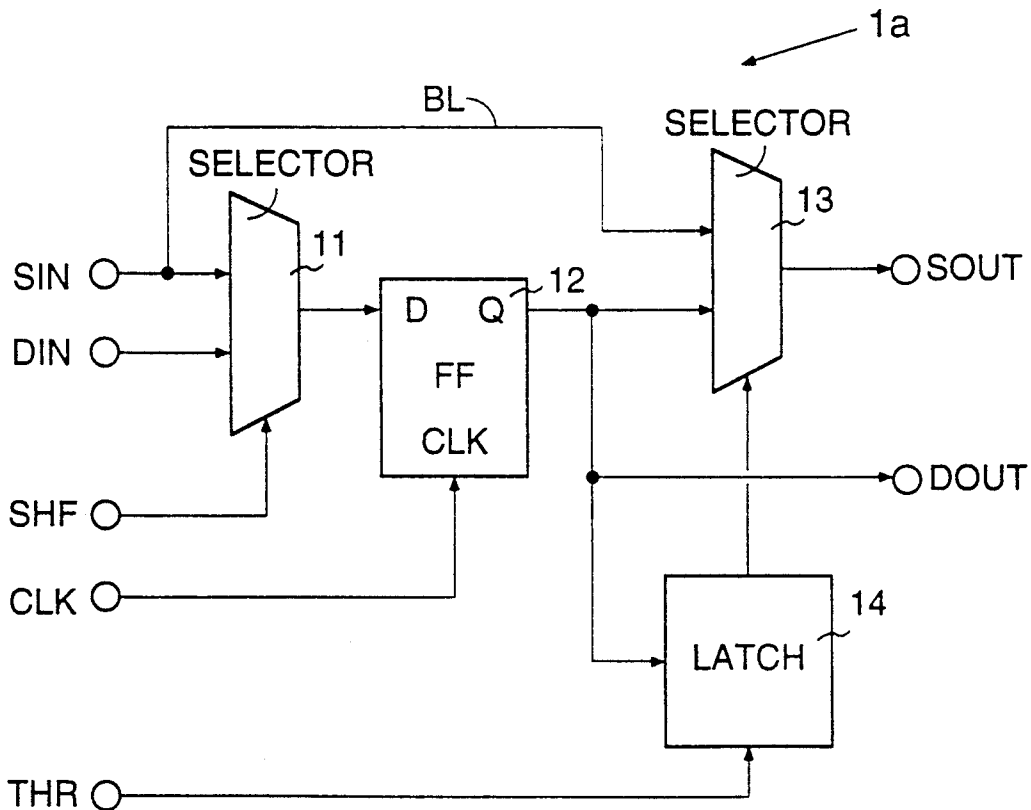 1a
BL
SELECTOR
SELECTOR
13
11
SIN
SOUT
12
D Q
DIN
FF
CLK
DOUT
SHF
CLK
14
LATCH
THR